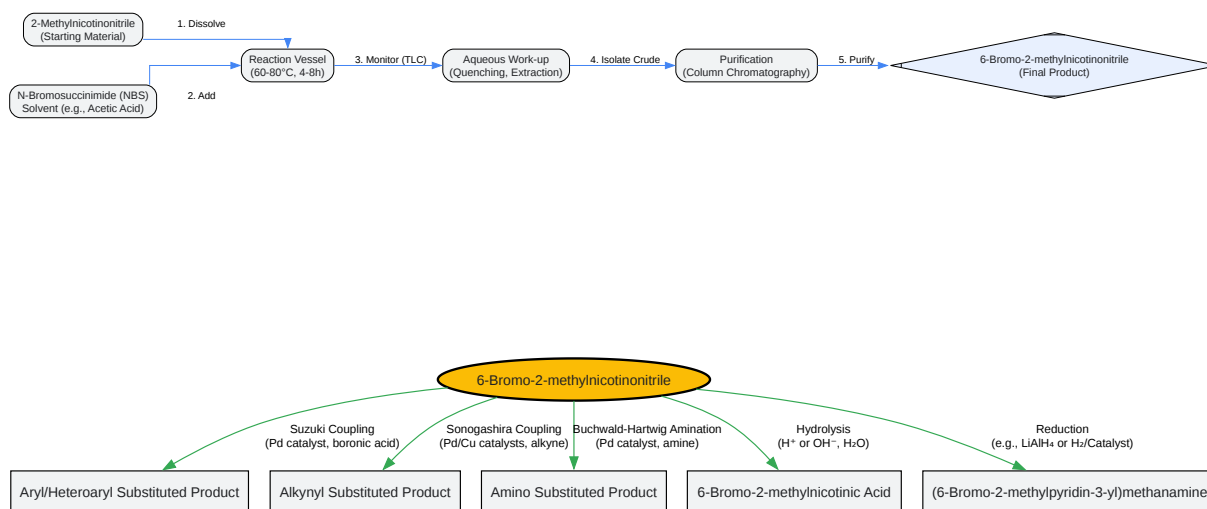 2-Methylnicotinonitrile
(Starting Material)
1. Dissolve
N-Bromosuccinimide (NBS)
Solvent (e.g., Acetic Acid)
2. Add
Reaction Vessel
(60-80°C, 4-8h)
3. Monitor (TLC)
Aqueous Work-up
(Quenching, Extraction)
4. Isolate Crude
Purification
(Column Chromatography)
5. Purify
6-Bromo-2-methylnicotinonitrile
(Final Product)
6-Bromo-2-methylnicotinonitrile
Suzuki Coupling
(Pd catalyst, boronic acid)
Sonogashira Coupling
(Pd/Cu catalysts, alkyne)
Buchwald-Hartwig Amination
(Pd catalyst, amine)
Hydrolysis
(H⁺ or OH⁻, H₂O)
Reduction
(e.g., LiAlH₄ or H₂/Catalyst)
Aryl/Heteroaryl Substituted Product
Alkynyl Substituted Product
Amino Substituted Product
6-Bromo-2-methylnicotinic Acid
(6-Bromo-2-methylpyridin-3-yl)methanamine